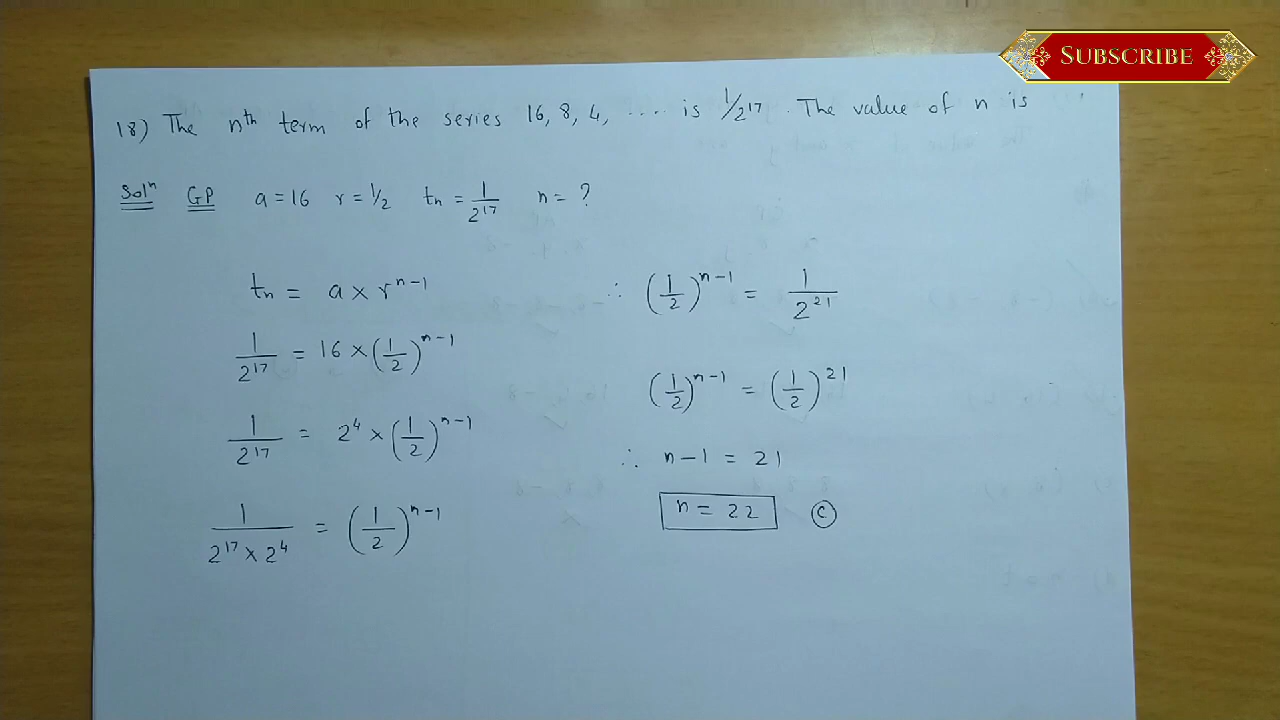 SUBSCRIBE
18) The nth term of the series 16, 8, 4, ..... is 1/2^17. The value of n is
Solⁿ GP a = 16 r = 1/2 tn = 1/2^17 n = ?
tn = a × r^(n-1)
1/2^17 = 16 × (1/2)^(n-1)
1/2^17 = 2^4 × (1/2)^(n-1)
1/(2^17 × 2^4) = (1/2)^(n-1)
∴ (1/2)^(n-1) = 1/2^21
(1/2)^(n-1) = (1/2)^21
∴ n-1 = 21
n = 22 ©